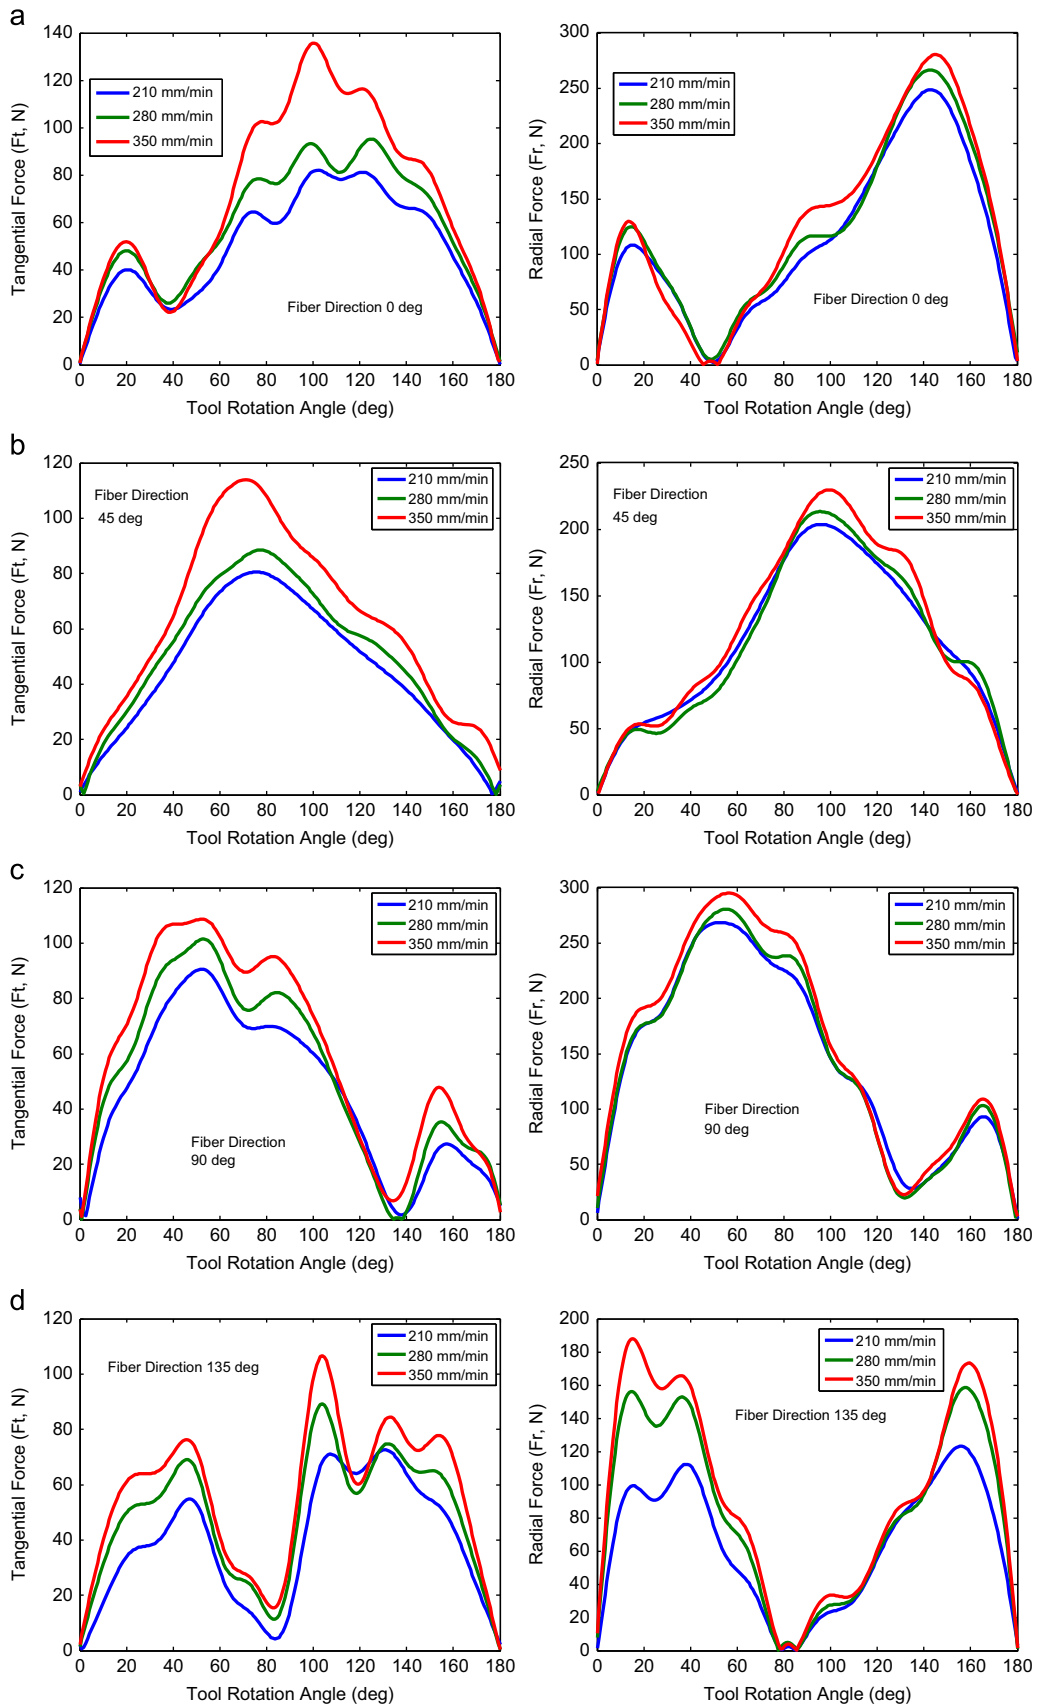 a
140
120
100
80
60
40
20
0
Tangential Force (Ft, N)
210 mm/min
280 mm/min
350 mm/min
Fiber Direction 0 deg
0 20 40 60 80 100 120 140 160 180
Tool Rotation Angle (deg)
300
250
200
150
100
50
0
Radial Force (Fr, N)
210 mm/min
280 mm/min
350 mm/min
Fiber Direction 0 deg
0 20 40 60 80 100 120 140 160 180
Tool Rotation Angle (deg)
b
120
100
80
60
40
20
0
Tangential Force (Ft, N)
Fiber Direction
45 deg
210 mm/min
280 mm/min
350 mm/min
0 20 40 60 80 100 120 140 160 180
Tool Rotation Angle (deg)
250
200
150
100
50
0
Radial Force (Fr, N)
Fiber Direction
45 deg
210 mm/min
280 mm/min
350 mm/min
0 20 40 60 80 100 120 140 160 180
Tool Rotation Angle (deg)
c
120
100
80
60
40
20
0
Tangential Force (Ft, N)
210 mm/min
280 mm/min
350 mm/min
Fiber Direction
90 deg
0 20 40 60 80 100 120 140 160 180
Tool Rotation Angle (deg)
300
250
200
150
100
50
0
Radial Force (Fr, N)
210 mm/min
280 mm/min
350 mm/min
Fiber Direction
90 deg
0 20 40 60 80 100 120 140 160 180
Tool Rotation Angle (deg)
d
120
100
80
60
40
20
0
Tangential Force (Ft, N)
210 mm/min
280 mm/min
350 mm/min
Fiber Direction 135 deg
0 20 40 60 80 100 120 140 160 180
Tool Rotation Angle (deg)
200
180
160
140
120
100
80
60
40
20
0
Radial Force (Fr, N)
210 mm/min
280 mm/min
350 mm/min
Fiber Direction 135 deg
0 20 40 60 80 100 120 140 160 180
Tool Rotation Angle (deg)